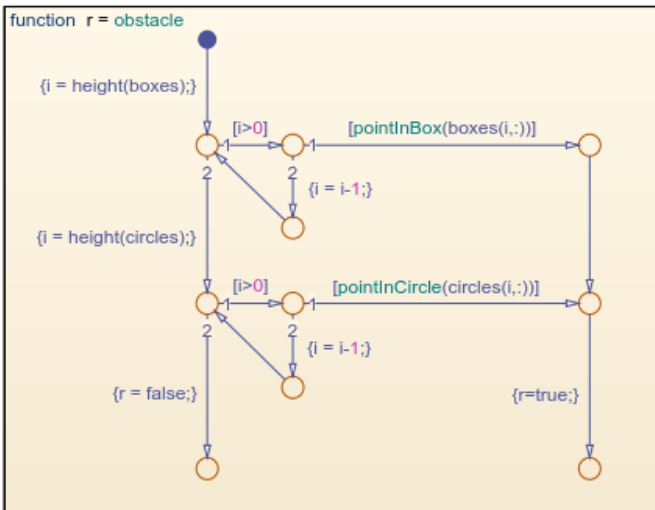 function r = obstacle
{i = height(boxes);}
[i>0]
[pointInBox(boxes(i,:))]
1
1
2
2
{i = i-1;}
{i = height(circles);}
[i>0]
[pointInCircle(circles(i,:))]
1
1
2
2
{i = i-1;}
{r = false;}
{r=true;}